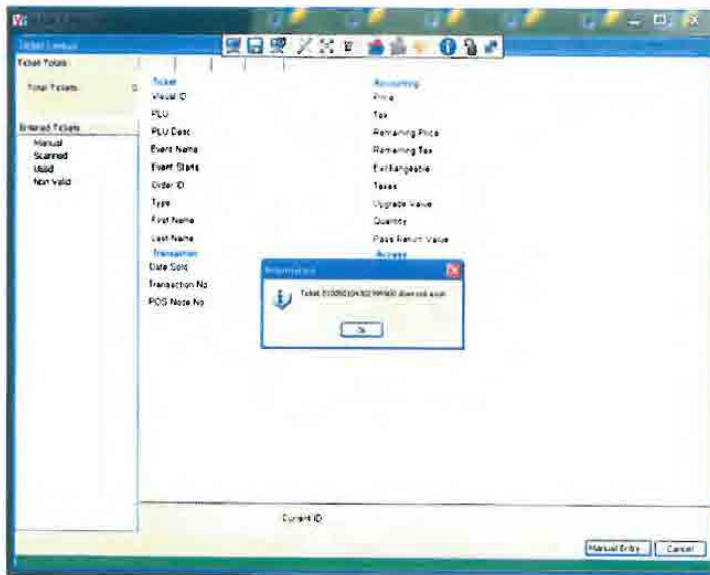 Ticket Lookup
Ticket Totals
Total Tickets 0
Entered Tickets
Manual
Scanned
Used
Non Valid
Ticket
Visual ID
PLU
PLU Desc
Event Name
Event Starts
Order ID
Type
First Name
Last Name
Transaction
Date Sold
Transaction No
POS Node No
Accounting
Price
Tax
Remaining Price
Remaining Tax
Exchangeable
Taxes
Upgrade Value
Quantity
Pass Return Value
Access
Information
Ticket does not exist
Ok
Current ID
Manual Entry
Cancel